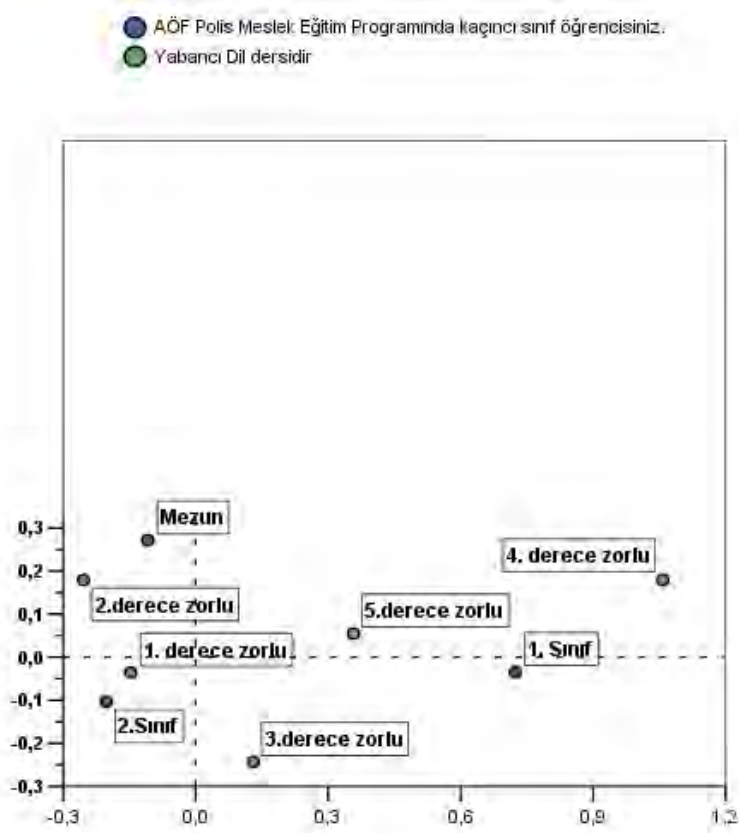 AÖF Polis Meslek Eğitim Programında kaçıncı sınıf öğrencisiniz.
Yabancı Dil dersidir
Mezun
0,3
4. derece zorlu
0,2
2.derece zorlu
5.derece zorlu
0,1
1. derece zorlu
1. Sınıf
0,0
-0,1
2.Sınıf
3.derece zorlu
-0,2
-0,3
-0,3 0,0 0,3 0,6 0,9 1,2